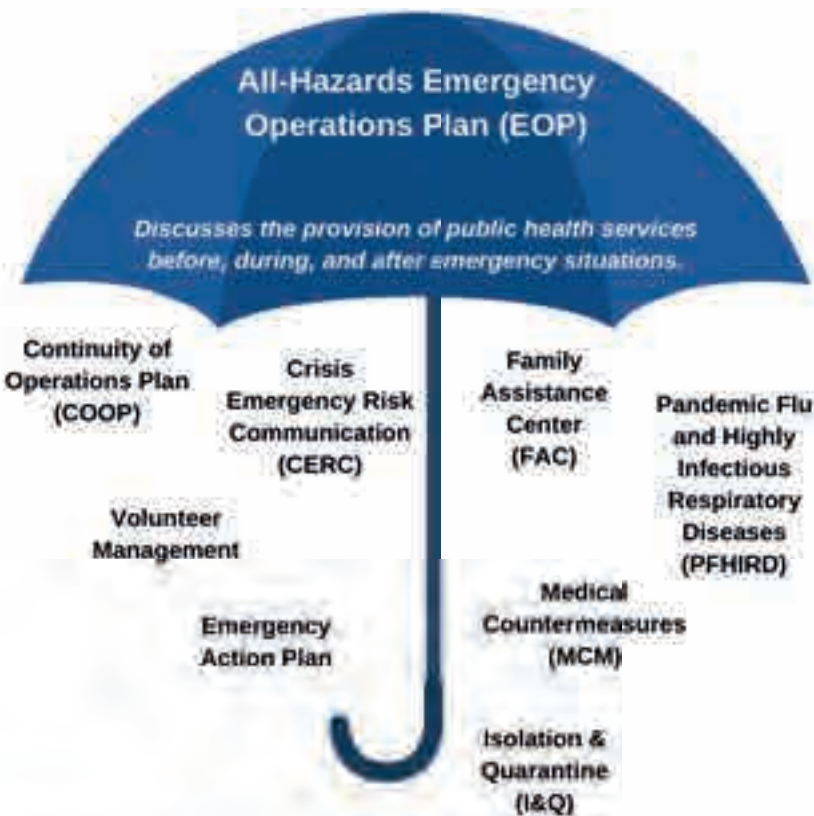 All-Hazards Emergency
Operations Plan (EOP)
Discusses the provision of public health services
before, during, and after emergency situations.
Continuity of
Operations Plan
(COOP)
Crisis
Emergency Risk
Communication
(CERC)
Family
Assistance
Center
(FAC)
Pandemic Flu
and Highly
Infectious
Respiratory
Diseases
(PFHIRD)
Volunteer
Management
Emergency
Action Plan
Medical
Countermeasures
(MCM)
Isolation &
Quarantine
(I&Q)